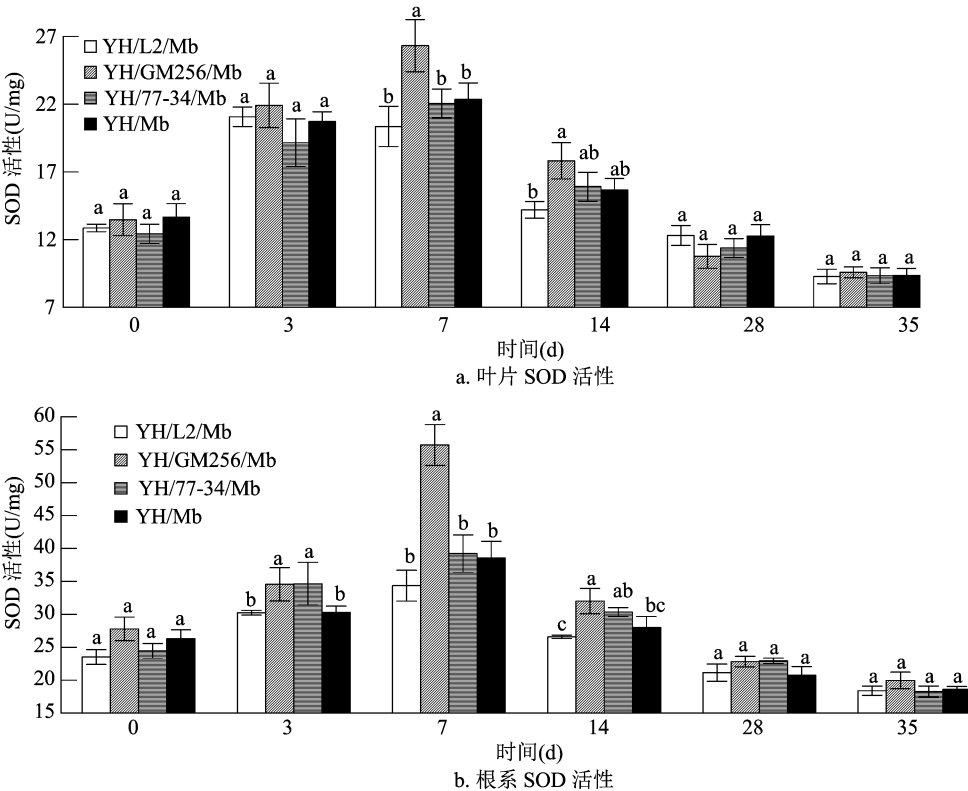 27
22
17
12
7
SOD 活性(U/mg)
YH/L2/Mb
YH/GM256/Mb
YH/77-34/Mb
YH/Mb
a a a a
a a a a
b a b b
b a ab ab
a a a a
a a a a
0 3 7 14 28 35
时间(d)
a. 叶片 SOD 活性
60
55
50
45
40
35
30
25
20
15
SOD 活性(U/mg)
YH/L2/Mb
YH/GM256/Mb
YH/77-34/Mb
YH/Mb
a a a a
b a a b
b a b b
c a ab bc
a a a a
a a a a
0 3 7 14 28 35
时间(d)
b. 根系 SOD 活性